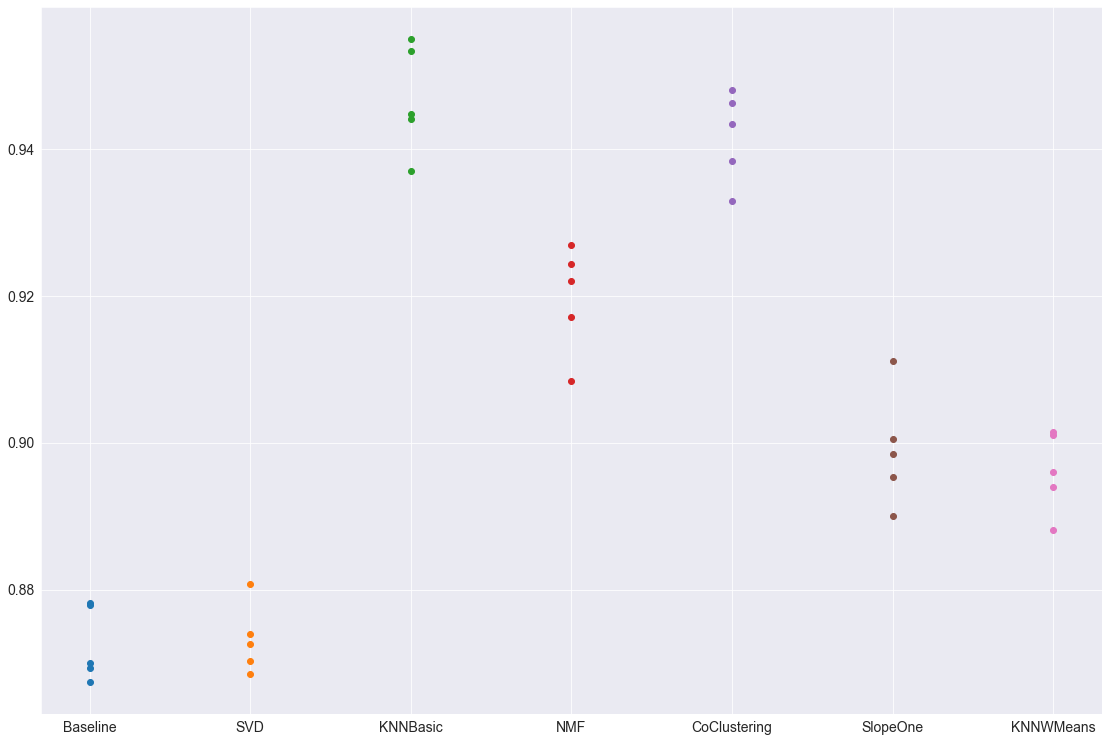 0.94
0.92
0.90
0.88
Baseline SVD KNNBasic NMF CoClustering SlopeOne KNNWMeans